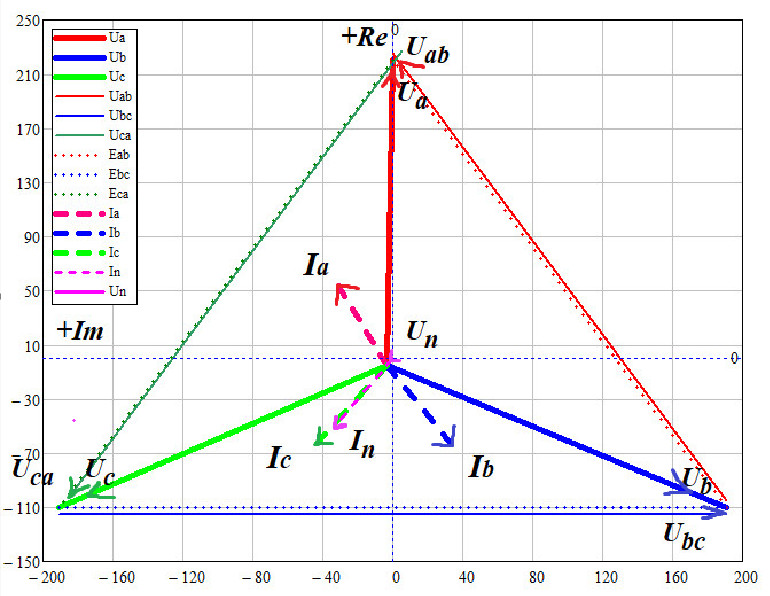 250
210
170
130
90
50
10
−30
−70
−110
−150
−200
−160
−120
−80
−40
0
40
80
120
160
200
0
0
+Re
+Im
Ua
Ub
Uc
Uab
Ubc
Uca
Eab
Ebc
Eca
Ia
Ib
Ic
In
Un
Uab
Ua
Ia
Un
Ic
In
Ib
Uca
Uc
Ub
Ubc